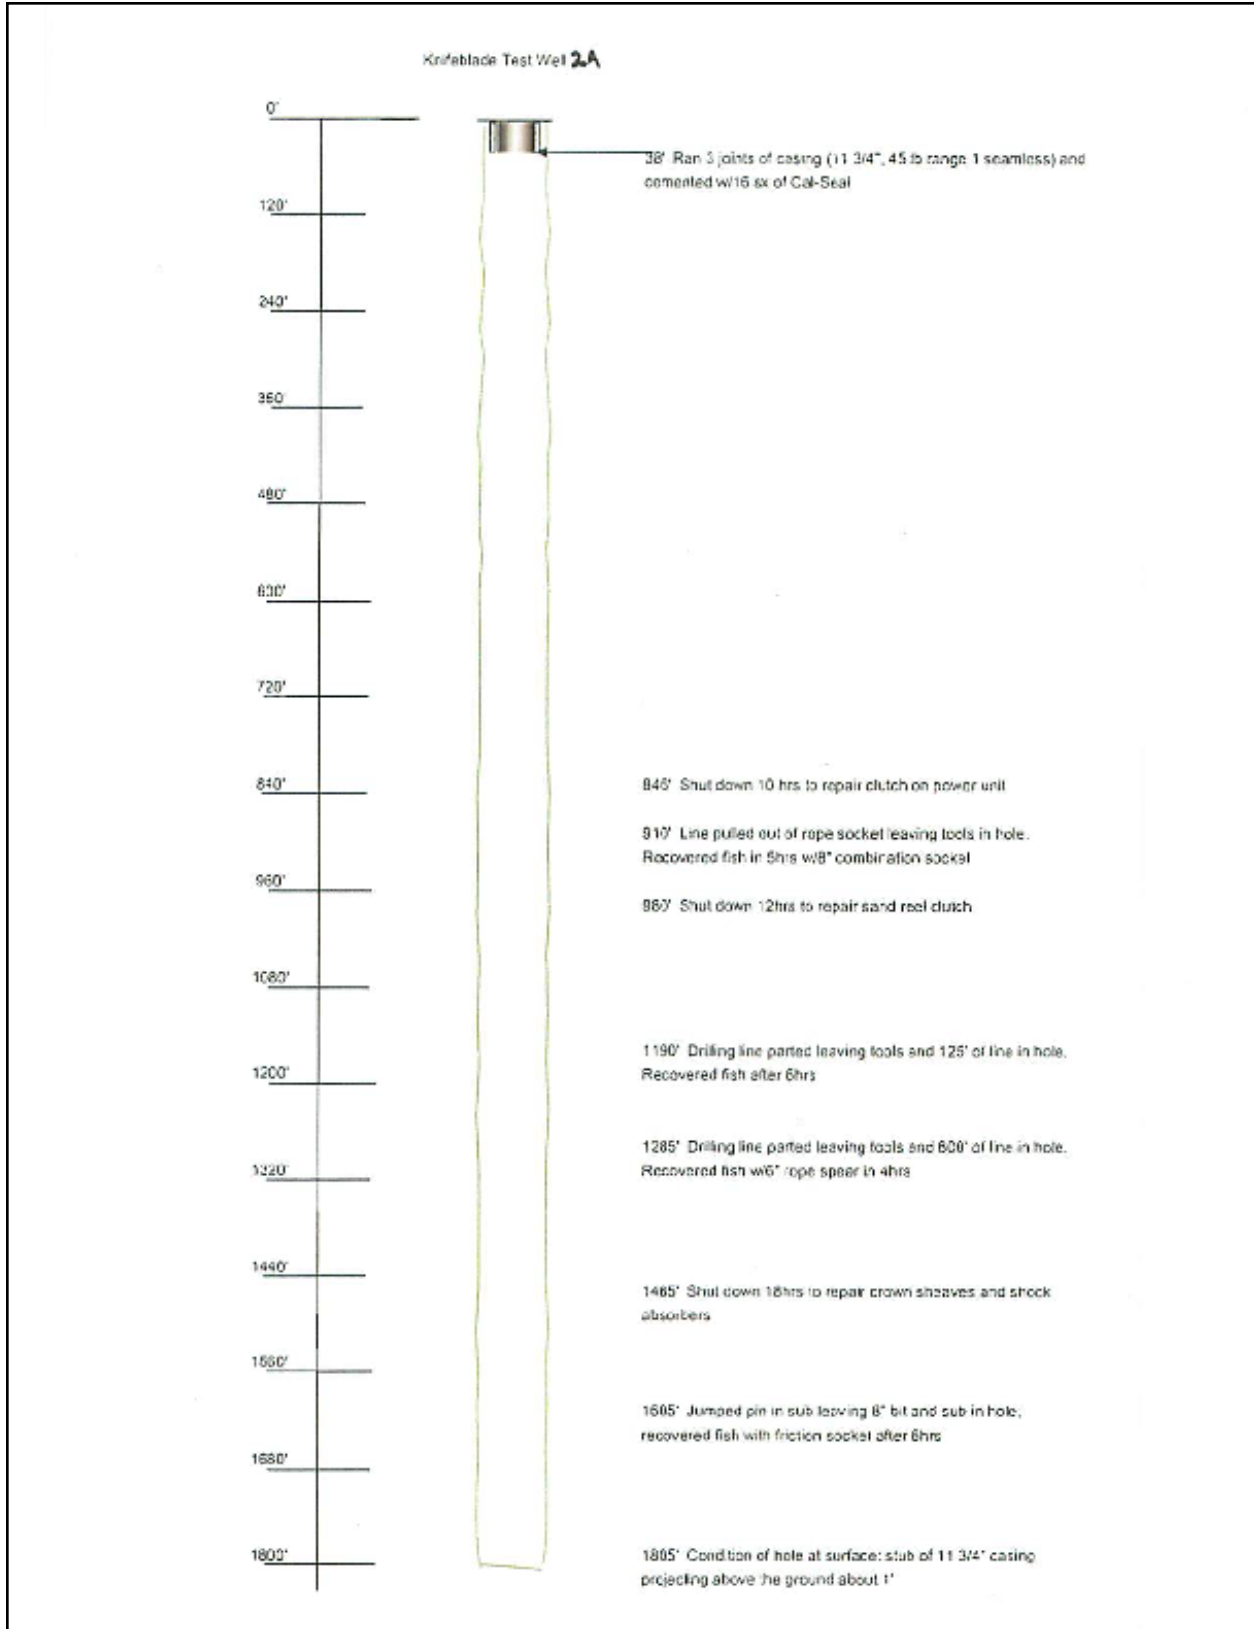 Knifeblade Test Well 2A
0'
38' Ran 3 joints of casing (11 3/4", 45 lb range 1 seamless) and
cemented w/16 sx of Cal-Seal
120'
240'
360'
480'
600'
720'
840'
846' Shut down 10 hrs to repair clutch on power unit
910' Line pulled out of rope socket leaving tools in hole.
Recovered fish in 5hrs w/8" combination socket
960'
980' Shut down 12hrs to repair sand reel clutch
1080'
1190' Drilling line parted leaving tools and 125' of line in hole.
Recovered fish after 6hrs
1200'
1285' Drilling line parted leaving tools and 600' of line in hole.
Recovered fish w/6" rope spear in 4hrs
1320'
1440'
1465' Shut down 18hrs to repair crown sheaves and shock
absorbers
1560'
1605' Jumped pin in sub leaving 8" bit and sub in hole,
recovered fish with friction socket after 6hrs
1680'
1800'
1805' Condition of hole at surface: stub of 11 3/4" casing
projecting above the ground about 1'